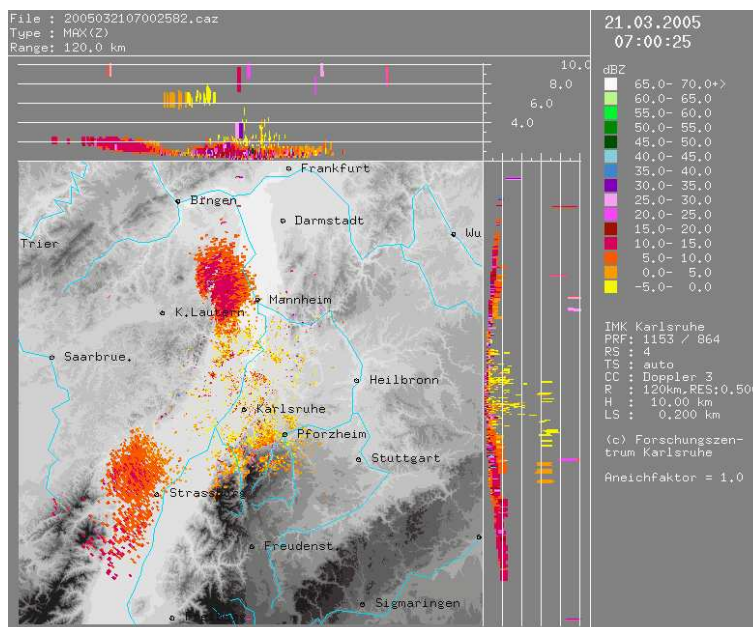 File : 2005032107002582.caz
Type : MAX(Z)
Range: 120.0 km
21.03.2005
07:00:25
10.0
8.0
6.0
4.0
dBZ
65.0- 70.0+>
60.0- 65.0
55.0- 60.0
50.0- 55.0
45.0- 50.0
40.0- 45.0
35.0- 40.0
30.0- 35.0
25.0- 30.0
20.0- 25.0
15.0- 20.0
10.0- 15.0
5.0- 10.0
0.0- 5.0
-5.0- 0.0
Frankfurt
Bingen
Darmstadt
Trier
Wu
Mannheim
K.Lautern
Saarbrue.
Heilbronn
Karlsruhe
Pforzheim
Stuttgart
Strassbg.
Freudenst.
Sigmaringen
IMK Karlsruhe
PRF: 1153 / 864
RS : 4
TS : auto
CC : Doppler 3
R : 120km,RES:0.50
H : 10.00 km
LS : 0.200 km
(c) Forschungszen-
trum Karlsruhe
Aneichfaktor = 1.0